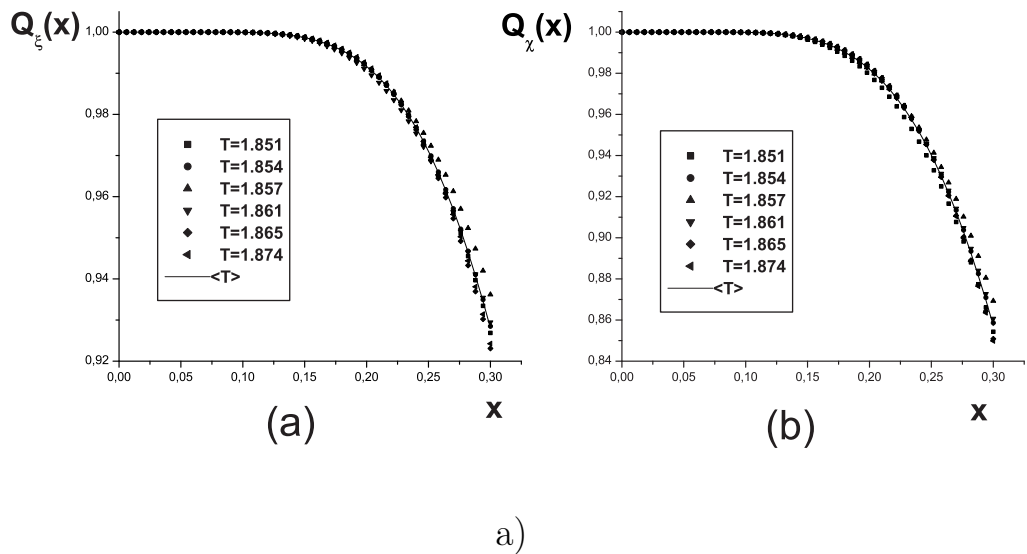 Qξ(x)
1,00
0,98
0,96
0,94
0,92
0,00 0,05 0,10 0,15 0,20 0,25 0,30
x
T=1.851
T=1.854
T=1.857
T=1.861
T=1.865
T=1.874
<T>
(a)
Qχ(x)
1,00
0,98
0,96
0,94
0,92
0,90
0,88
0,86
0,84
0,00 0,05 0,10 0,15 0,20 0,25 0,30
x
T=1.851
T=1.854
T=1.857
T=1.861
T=1.865
T=1.874
<T>
(b)
a)